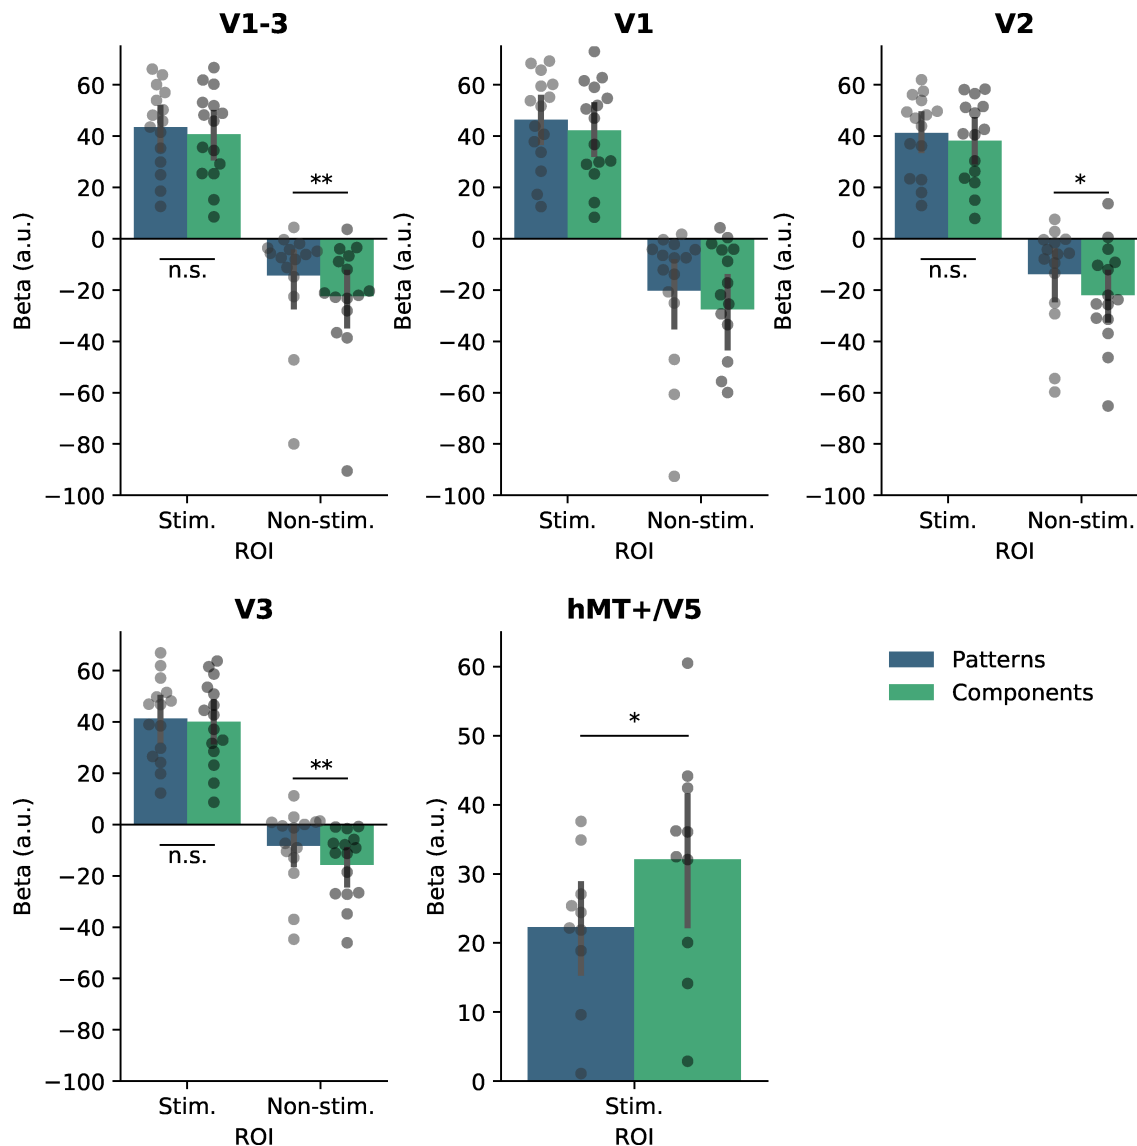 V1-3
V1
V2
60
40
20
0
−20
−40
−60
−80
−100
Beta (a.u.)
**
n.s.
Stim.
Non-stim.
ROI
60
40
20
0
−20
−40
−60
−80
−100
Beta (a.u.)
Stim.
Non-stim.
ROI
60
40
20
0
−20
−40
−60
−80
−100
Beta (a.u.)
*
n.s.
Stim.
Non-stim.
ROI
V3
60
40
20
0
−20
−40
−60
−80
−100
Beta (a.u.)
**
n.s.
Stim.
Non-stim.
ROI
hMT+/V5
60
50
40
30
20
10
0
Beta (a.u.)
*
Stim.
ROI
Patterns
Components